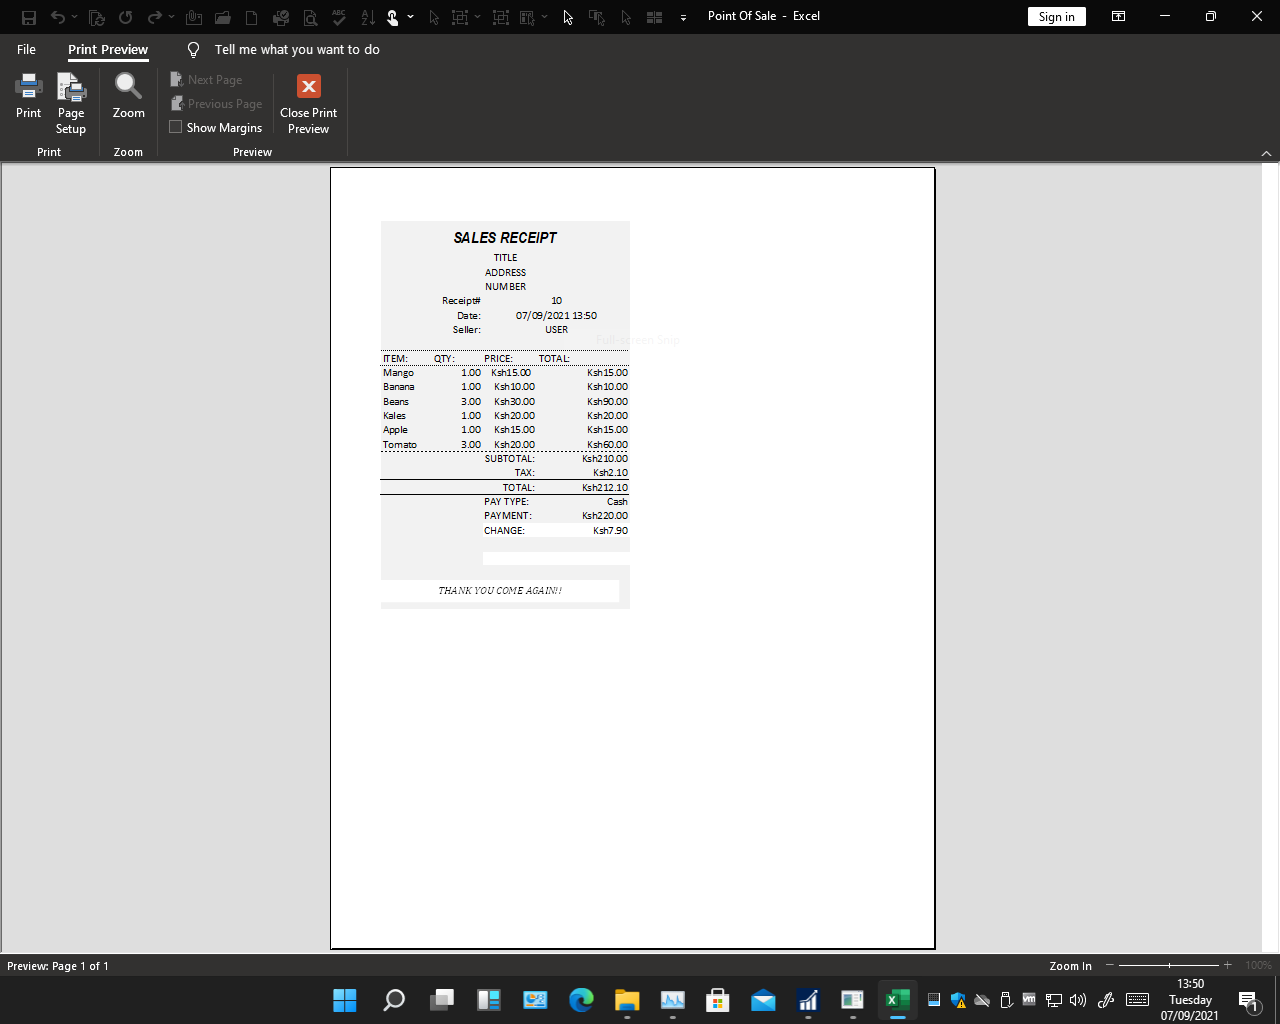 Point Of Sale - Excel
Sign in
File
Print Preview
Tell me what you want to do
Print
Page Setup
Zoom
Next Page
Previous Page
Show Margins
Close Print Preview
Print
Zoom
Preview
SALES RECEIPT
TITLE
ADDRESS
NUMBER
Receipt# 10
Date: 07/09/2021 13:50
Seller: USER
Full-screen Snip
ITEM: QTY: PRICE: TOTAL:
Mango 1.00 Ksh15.00 Ksh15.00
Banana 1.00 Ksh10.00 Ksh10.00
Beans 3.00 Ksh30.00 Ksh90.00
Kales 1.00 Ksh20.00 Ksh20.00
Apple 1.00 Ksh15.00 Ksh15.00
Tomato 3.00 Ksh20.00 Ksh60.00
SUBTOTAL: Ksh210.00
TAX: Ksh2.10
TOTAL: Ksh212.10
PAY TYPE: Cash
PAYMENT: Ksh220.00
CHANGE: Ksh7.90
THANK YOU COME AGAIN!!
Preview: Page 1 of 1
Zoom In
100%
13:50
Tuesday
07/09/2021
1